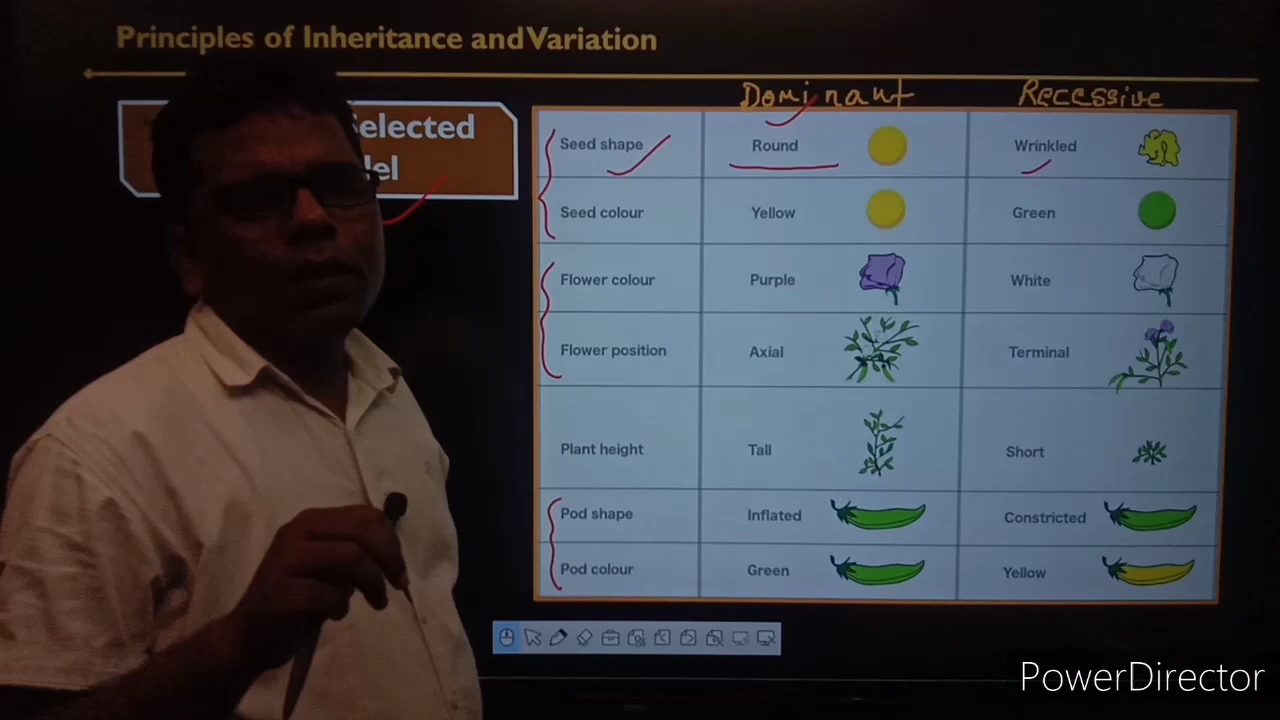 Principles of Inheritance and Variation
Selected
Dominant Recessive
Seed shape Round Wrinkled
Seed colour Yellow Green
Flower colour Purple White
Flower position Axial Terminal
Plant height Tall Short
Pod shape Inflated Constricted
Pod colour Green Yellow
PowerDirector